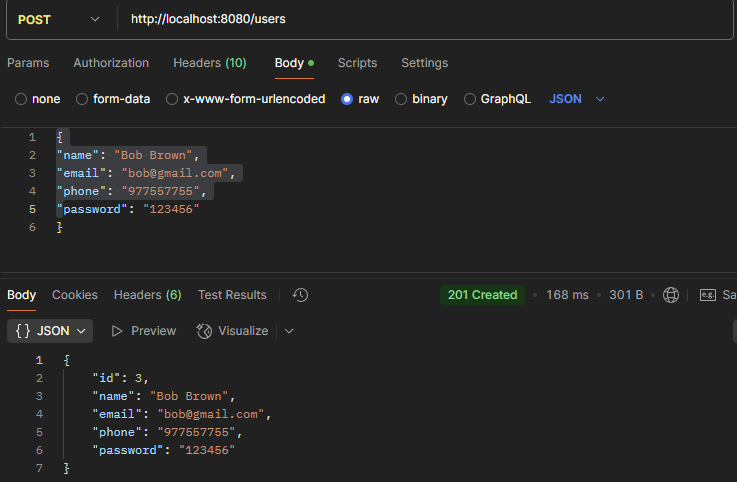 POST http://localhost:8080/users
Params Authorization Headers (10) Body Scripts Settings
none form-data x-www-form-urlencoded raw binary GraphQL JSON
1 {
2 "name": "Bob Brown",
3 "email": "bob@gmail.com",
4 "phone": "977557755",
5 "password": "123456"
6 }
Body Cookies Headers (6) Test Results 201 Created 168 ms 301 B e.g. Sa
{} JSON Preview Visualize
1 {
2 "id": 3,
3 "name": "Bob Brown",
4 "email": "bob@gmail.com",
5 "phone": "977557755",
6 "password": "123456"
7 }